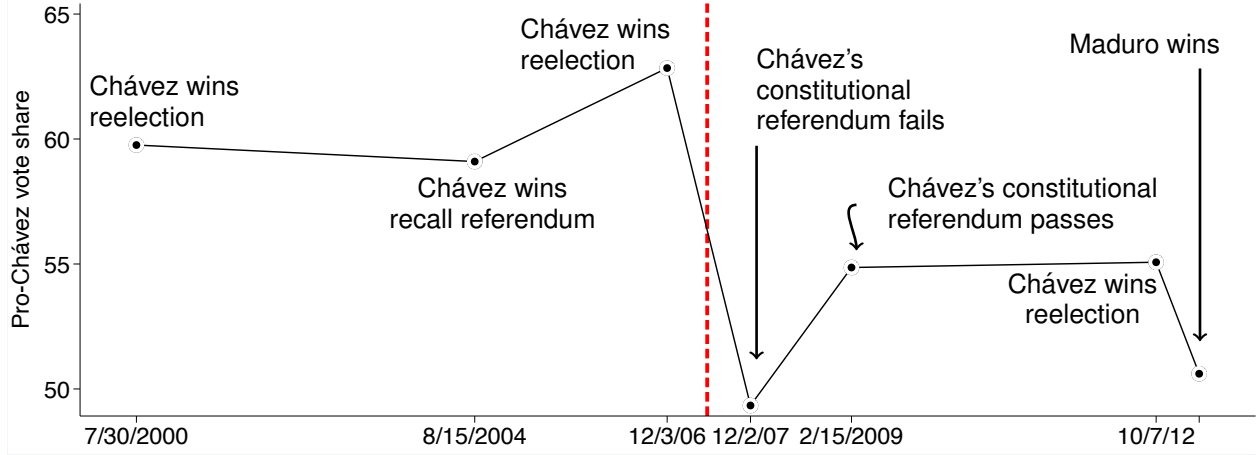 65
60
55
50
Pro-Chávez vote share
Chávez wins
reelection
Chávez wins
recall referendum
Chávez wins
reelection
Chávez's
constitutional
referendum fails
Chávez's constitutional
referendum passes
Chávez wins
reelection
Maduro wins
7/30/2000
8/15/2004
12/3/06
12/2/07
2/15/2009
10/7/12